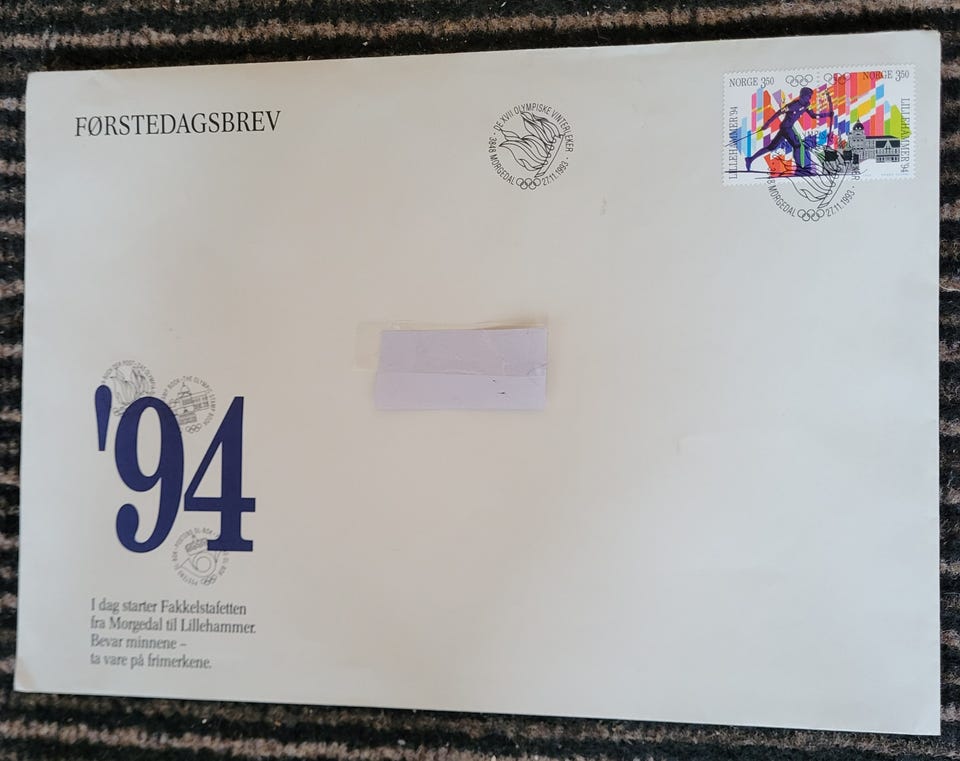 FØRSTEDAGSBREV
DE XVII OLYMPISKE VINTERLEKER
3848 MORGEDAL 27.11.1993
NORGE 3,50
NORGE 3,50
LILLEHAMMER '94
LILLEHAMMER '94
MORGEDAL 27.11.1993
'94
I dag starter Fakkelstafetten
fra Morgedal til Lillehammer.
Bevar minnene –
ta vare på frimerkene.